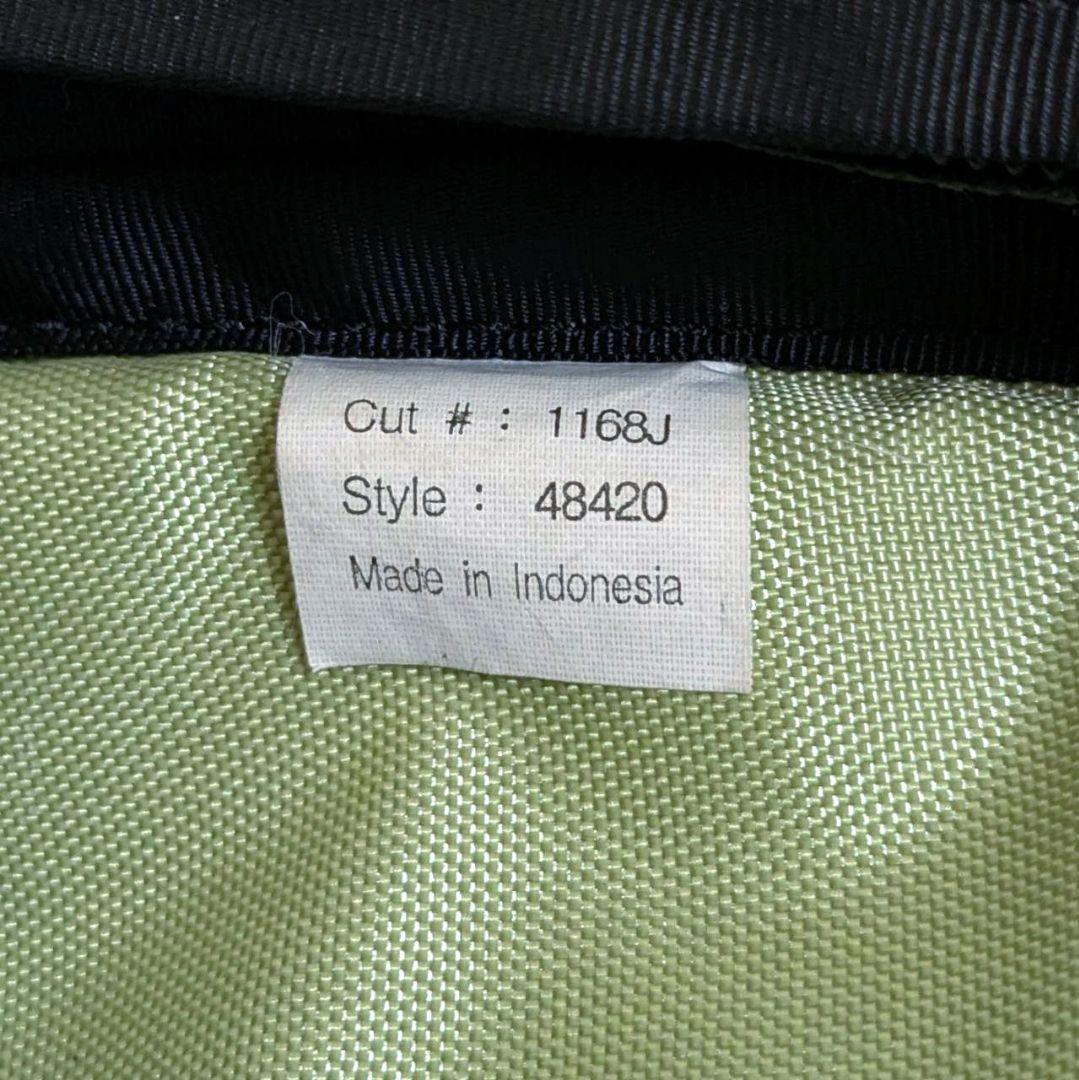 Cut # : 1168J
Style : 48420
Made in Indonesia